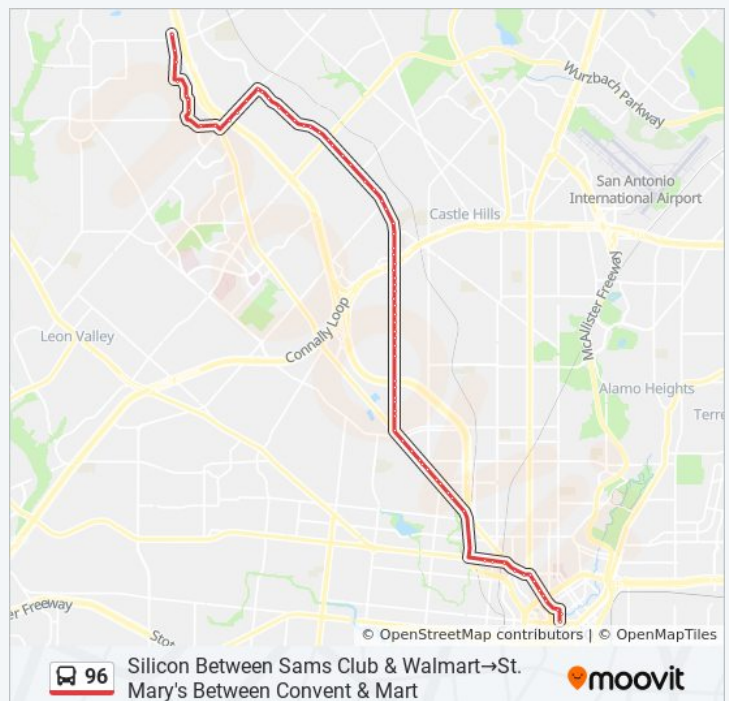 Wurzbach Parkway
San Antonio
International Airport
Castle Hills
McAllister Freeway
Connally Loop
Leon Valley
Alamo Heights
Terre
er Freeway
Stot
© OpenStreetMap contributors | © OpenMapTiles
96
Silicon Between Sams Club & Walmart→St.
Mary's Between Convent & Mart
moovit